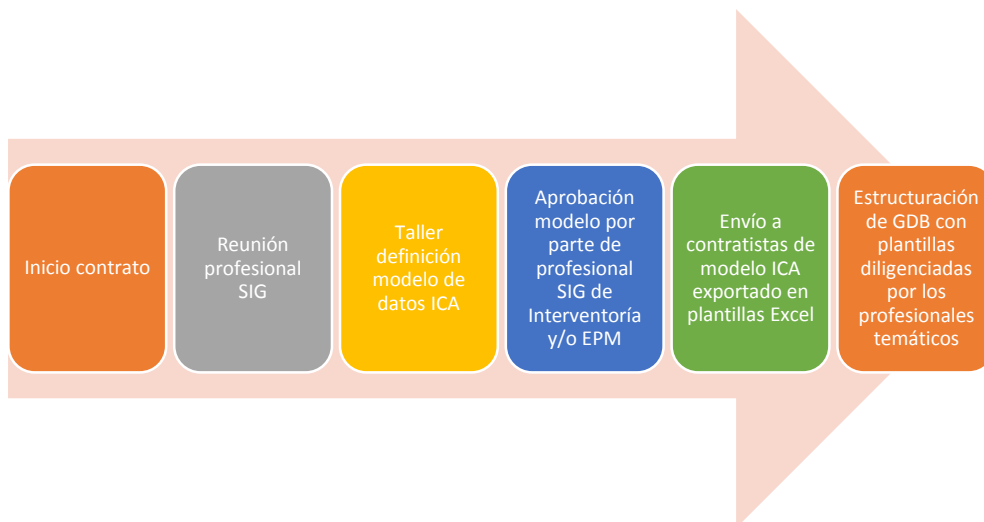 Inicio contrato
Reunión
profesional
SIG
Taller
definición
modelo de
datos ICA
Aprobación
modelo por
parte de
profesional
SIG de
Interventoría
y/o EPM
Envío a
contratistas de
modelo ICA
exportado en
plantillas Excel
Estructuración
de GDB con
plantillas
diligenciadas
por los
profesionales
temáticos